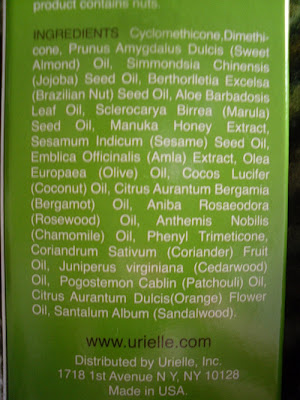 product contains nuts.
INGREDIENTS Cyclomethicone,Dimethi-
cone, Prunus Amygdalus Dulcis (Sweet
Almond) Oil, Simmondsia Chinensis
(Jojoba) Seed Oil, Berthorlletia Excelsa
(Brazilian Nut) Seed Oil, Aloe Barbadosis
Leaf Oil, Sclerocarya Birrea (Marula)
Seed Oil, Manuka Honey Extract,
Sesamum Indicum (Sesame) Seed Oil,
Emblica Officinalis (Amla) Extract, Olea
Europaea (Olive) Oil, Cocos Lucifer
(Coconut) Oil, Citrus Aurantum Bergamia
(Bergamot) Oil, Aniba Rosaeodora
(Rosewood) Oil, Anthemis Nobilis
(Chamomile) Oil, Phenyl Trimeticone,
Coriandrum Sativum (Coriander) Fruit
Oil, Juniperus virginiana (Cedarwood)
Oil, Pogostemon Cablin (Patchouli) Oil,
Citrus Aurantum Dulcis(Orange) Flower
Oil, Santalum Album (Sandalwood).
www.urielle.com
Distributed by Urielle, Inc.
1718 1st Avenue N Y, NY, 10128
Made in USA.